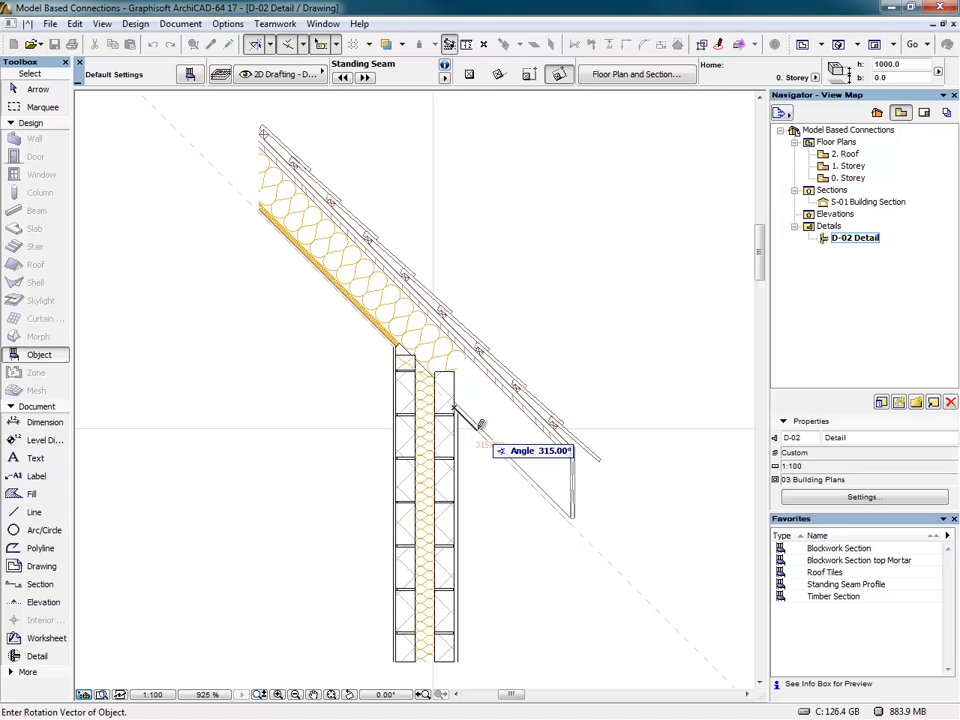 Model Based Connections - Graphisoft ArchiCAD-64 17 - [D-02 Detail / Drawing]
File Edit View Design Document Options Teamwork Window Help
Go
Toolbox
Select
Arrow
Marquee
Design
Wall
Door
Window
Column
Beam
Slab
Stair
Roof
Shell
Skylight
Curtain ...
Morph
Object
Zone
Mesh
Document
Dimension
Level Di...
Text
Label
Fill
Line
Arc/Circle
Polyline
Drawing
Section
Elevation
Interior ...
Worksheet
Detail
More
Default Settings
2D Drafting - D...
Standing Seam
Floor Plan and Section...
Home:
0. Storey
h: 1000.0
b: 0.0
Angle 315.00°
Navigator - View Map
Model Based Connections
Floor Plans
2. Roof
1. Storey
0. Storey
Sections
S-01 Building Section
Elevations
Details
D-02 Detail
Properties
D-02 Detail
Custom
1:100
03 Building Plans
Settings...
Favorites
Type Name
Blockwork Section
Blockwork Section top Mortar
Roof Tiles
Standing Seam Profile
Timber Section
See Info Box for Preview
1:100
925 %
0.00°
Enter Rotation Vector of Object.
C: 126.4 GB
883.9 MB